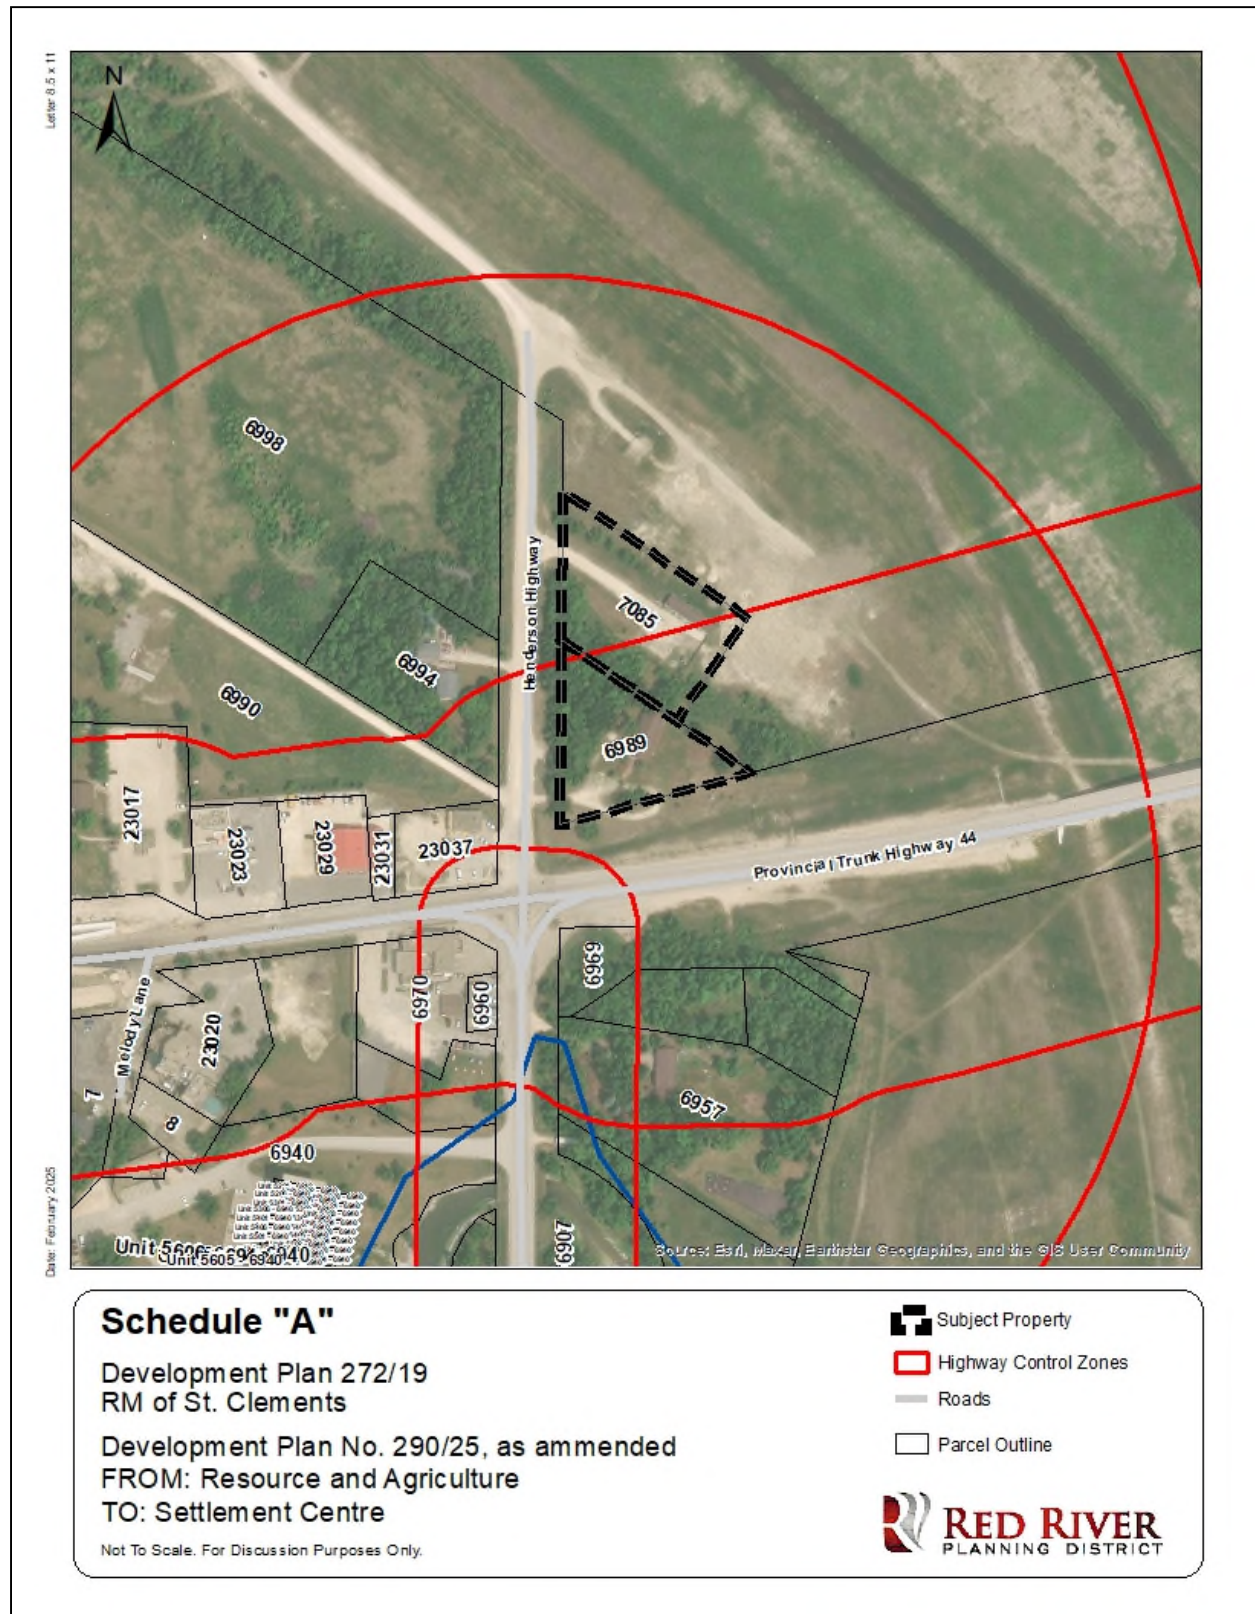 Letter 8.5 x 11
N
6998
Henderson Highway
7085
6994
6990
6989
23017
23023
23029
23031
23037
Provincial Trunk Highway 44
6969
6970
6960
Melody Lane
23020
7
8
6957
6940
6907
Unit 5605 - 6940
Source: Esri, Maxar, Earthstar Geographics, and the GIS User Community
Date: February 2025
Schedule "A"
Development Plan 272/19
RM of St. Clements
Development Plan No. 290/25, as ammended
FROM: Resource and Agriculture
TO: Settlement Centre
Not To Scale. For Discussion Purposes Only.
Subject Property
Highway Control Zones
Roads
Parcel Outline
RED RIVER
PLANNING DISTRICT